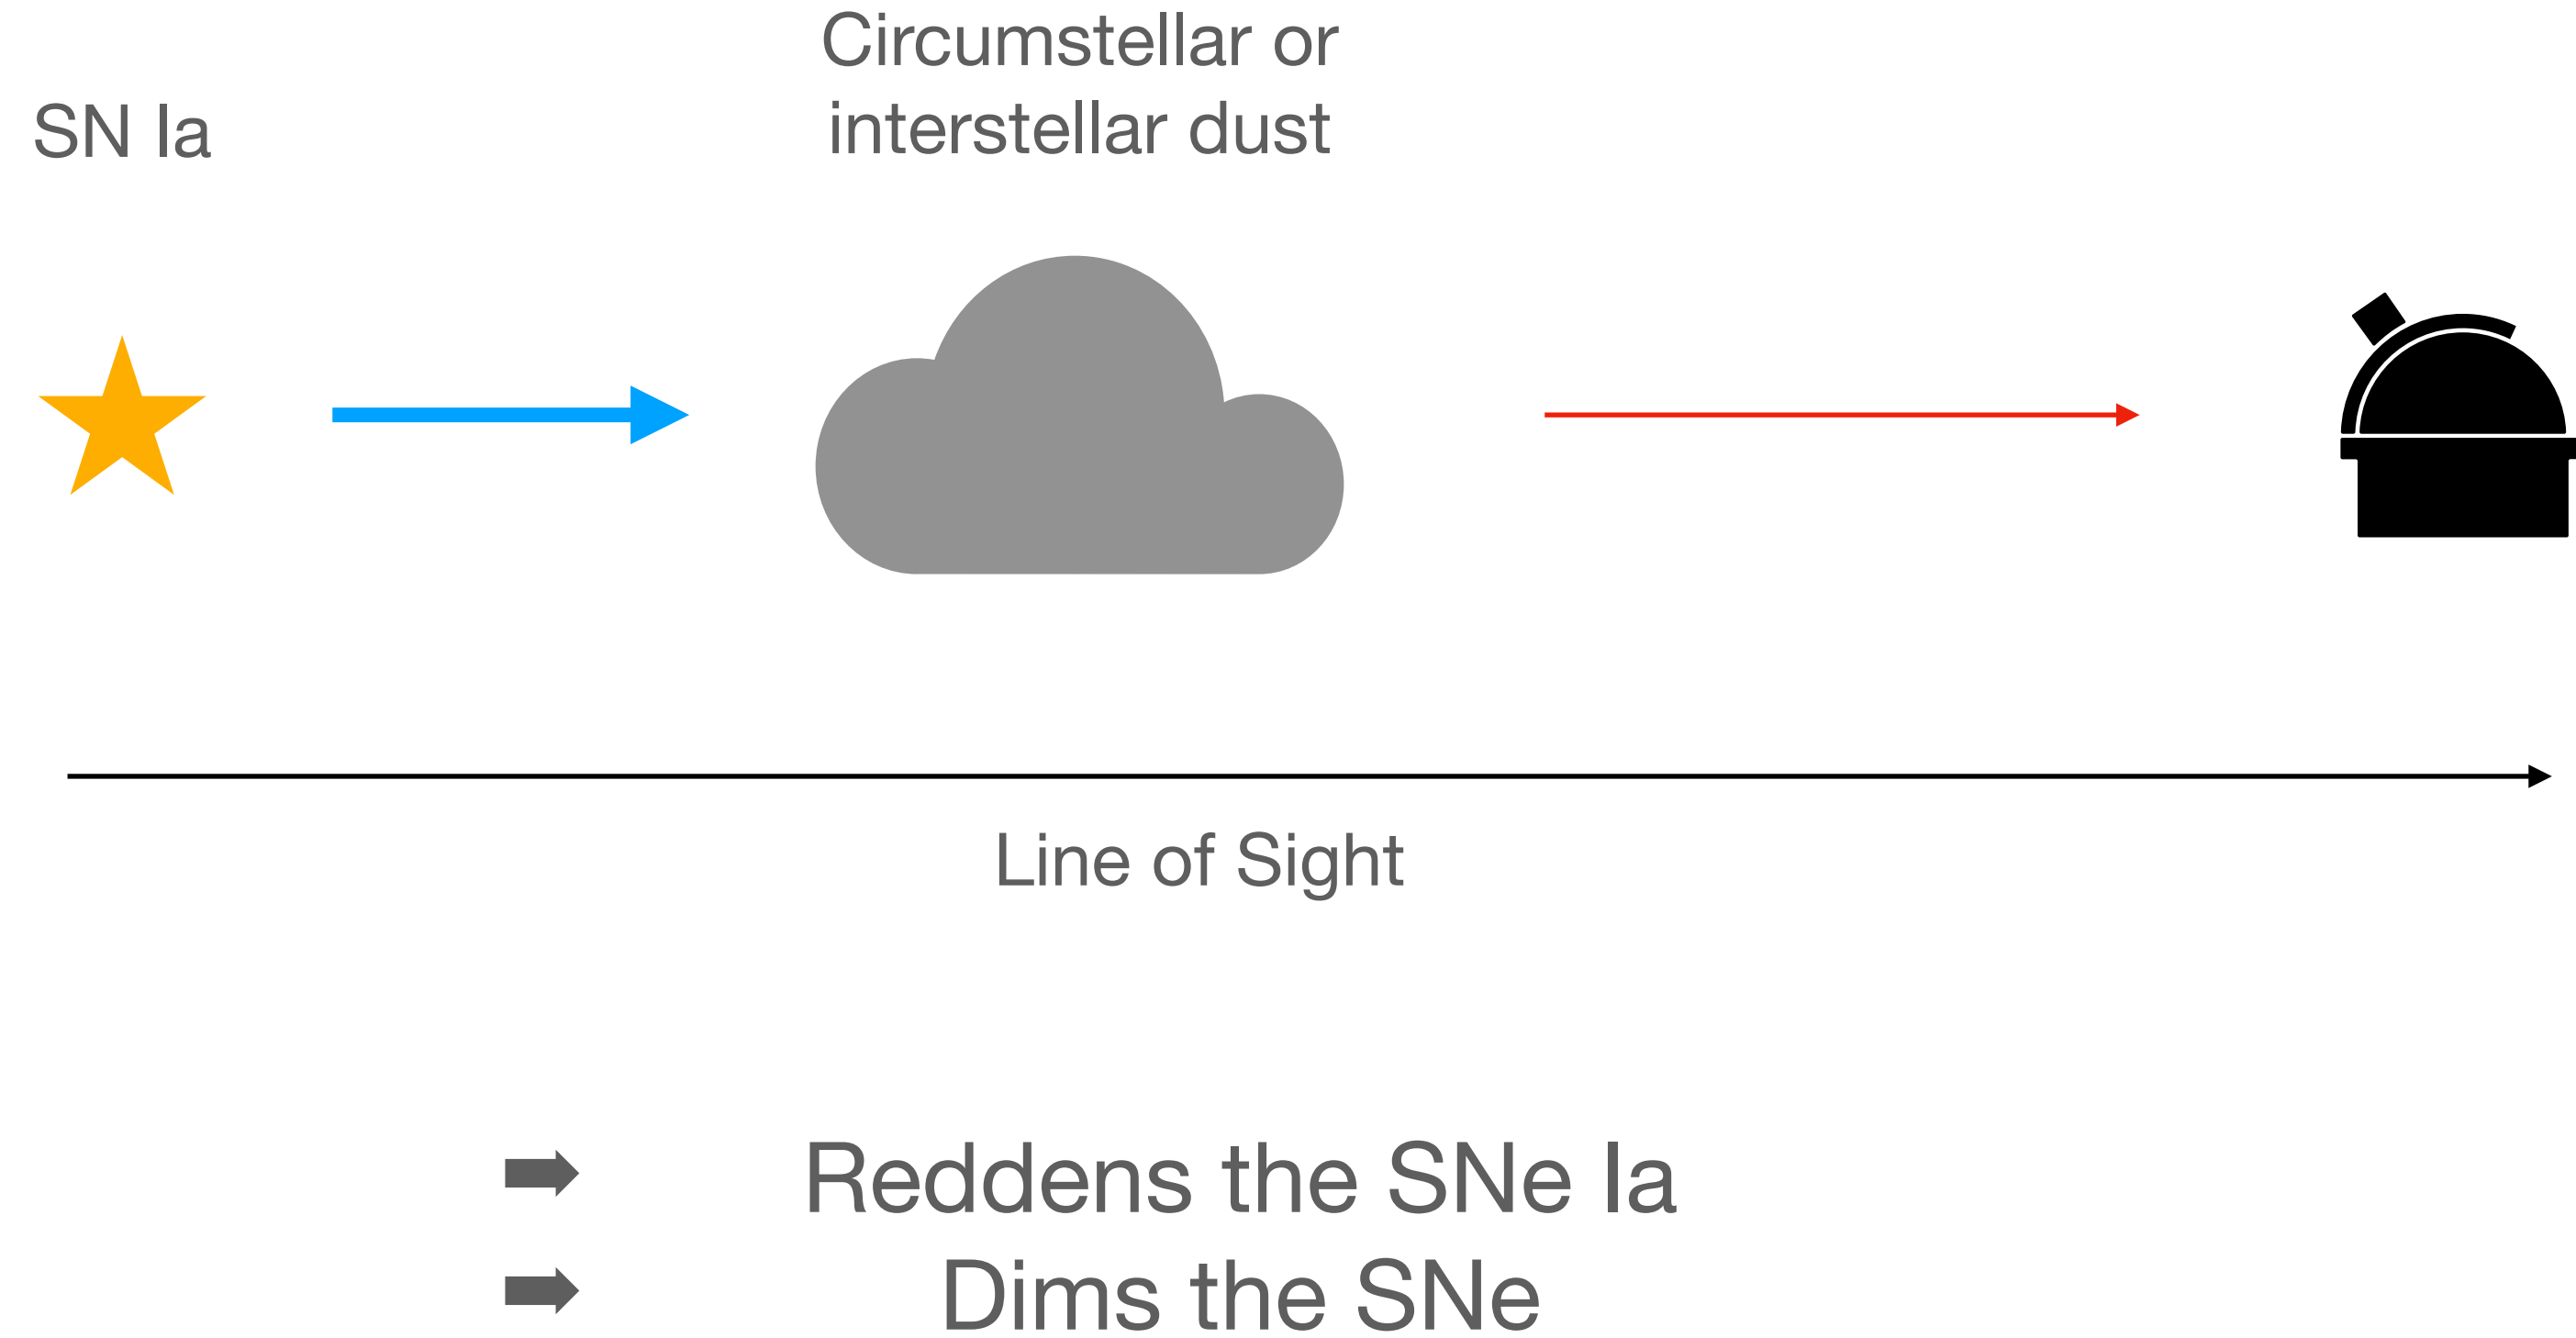 Circumstellar or
interstellar dust
SN Ia
Line of Sight
Reddens the SNe Ia
Dims the SNe